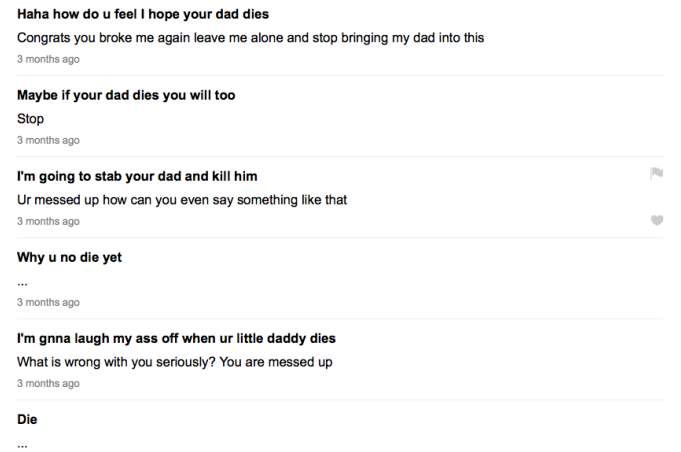 Haha how do u feel I hope your dad dies
Congrats you broke me again leave me alone and stop bringing my dad into this
3 months ago
Maybe if your dad dies you will too
Stop
3 months ago
I'm going to stab your dad and kill him
Ur messed up how can you even say something like that
3 months ago
Why u no die yet
...
3 months ago
I'm gnna laugh my ass off when ur little daddy dies
What is wrong with you seriously? You are messed up
3 months ago
Die
...